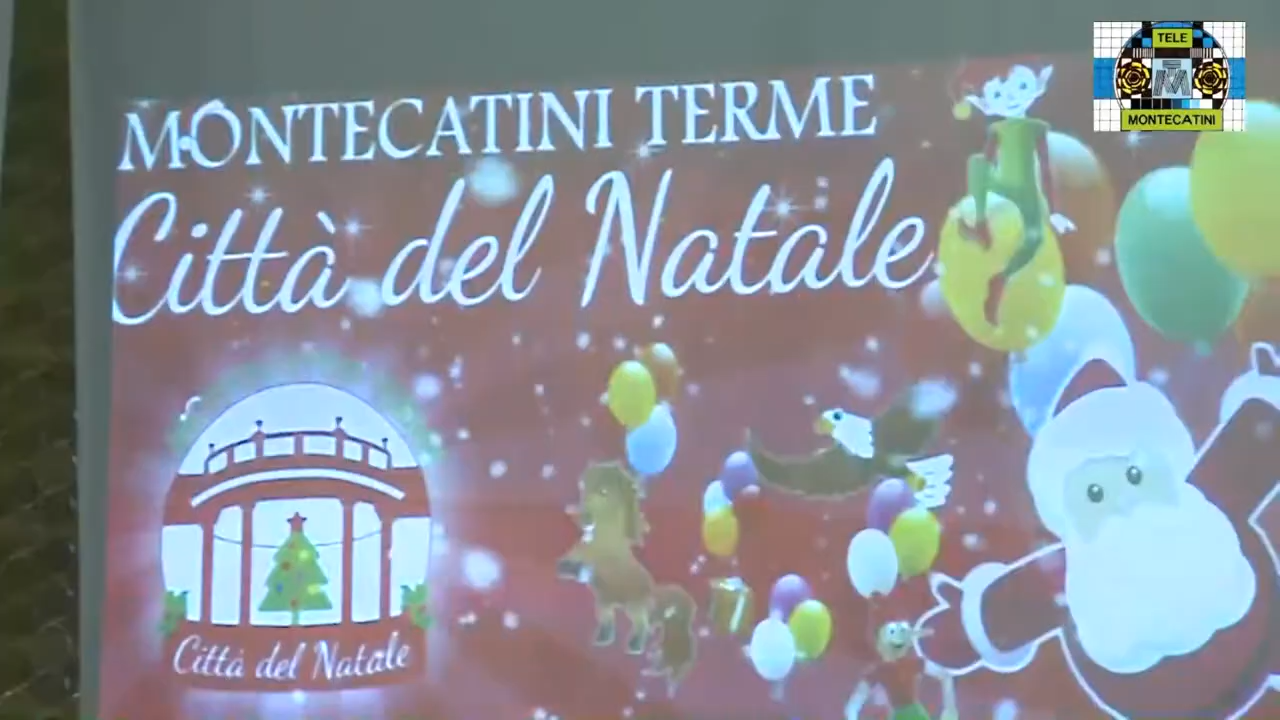 MONTECATINI TERME
Città del Natale
Città del Natale
TELE
MONTECATINI